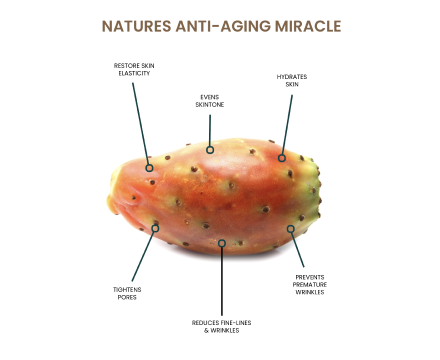 NATURES ANTI-AGING MIRACLE
RESTORE SKIN
ELASTICITY
EVENS
SKINTONE
HYDRATES
SKIN
TIGHTENS
PORES
REDUCES FINE-LINES
& WRINKLES
PREVENTS
PREMATURE
WRINKLES